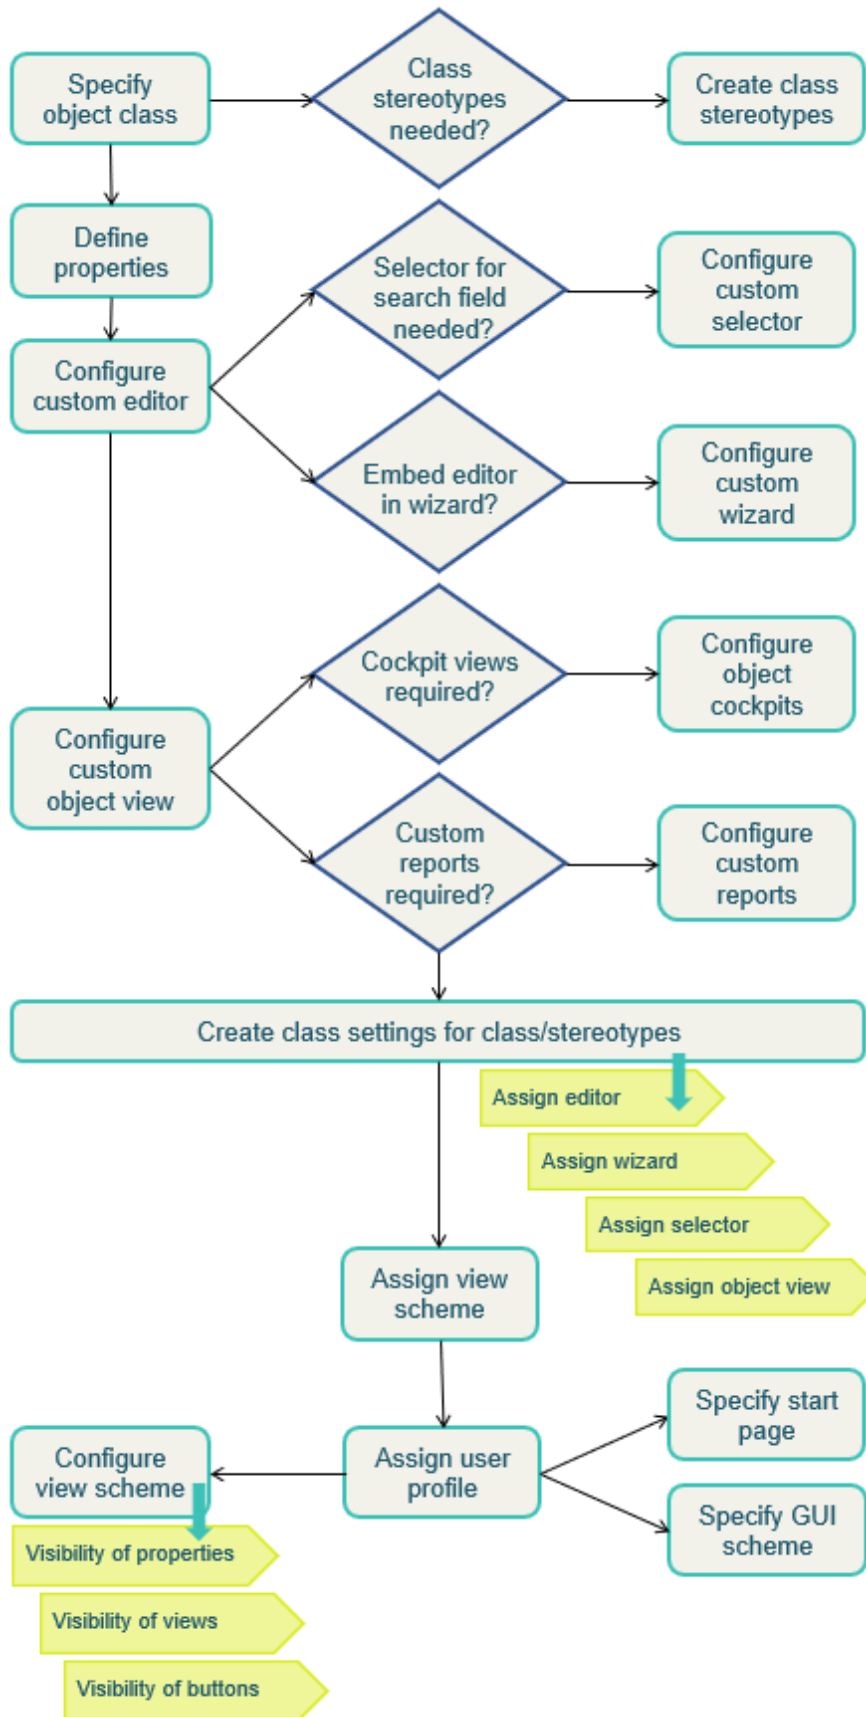 Specify
object class
Class
stereotypes
needed?
Create class
stereotypes
Define
properties
Selector for
search field
needed?
Configure
custom
selector
Configure
custom editor
Embed editor
in wizard?
Configure
custom
wizard
Cockpit views
required?
Configure
object
cockpits
Configure
custom
object view
Custom
reports
required?
Configure
custom
reports
Create class settings for class/stereotypes
Assign editor
Assign wizard
Assign selector
Assign object view
Assign view
scheme
Specify start
page
Configure
view scheme
Assign user
profile
Specify GUI
scheme
Visibility of properties
Visibility of views
Visibility of buttons